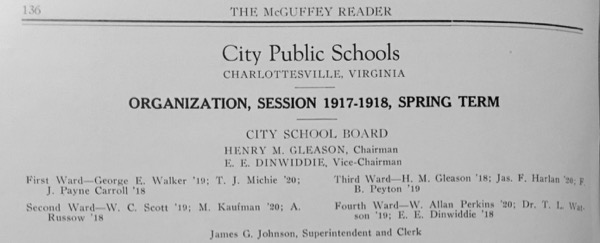 136
THE McGUFFEY READER
City Public Schools
CHARLOTTESVILLE, VIRGINIA
ORGANIZATION, SESSION 1917-1918, SPRING TERM
CITY SCHOOL BOARD
HENRY M. GLEASON, Chairman
E. E. DINWIDDIE, Vice-Chairman
First Ward—George E. Walker '19; T. J. Michie '20;
J. Payne Carroll '18
Third Ward—H. M. Gleason '18; Jas. F. Harlan '20; F.
B. Peyton '19
Second Ward—W. C. Scott '19; M. Kaufman '20; A.
Russow '18
Fourth Ward—W. Allan Perkins '20; Dr. T. L. Wat-
son '19; E. E. Dinwiddie '18
James G. Johnson, Superintendent and Clerk